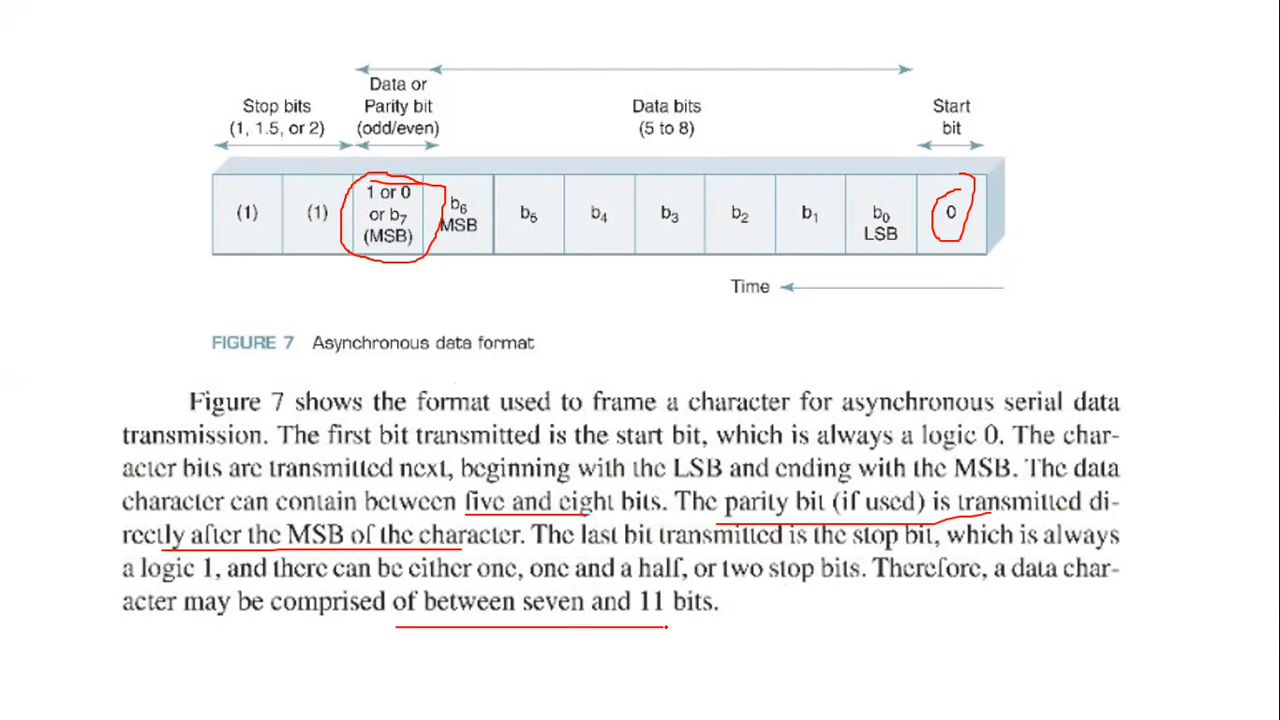 Data or
Stop bits Parity bit Data bits Start
(1, 1.5, or 2) (odd/even) (5 to 8) bit
(1) (1) 1 or 0 or b7 (MSB) b6 MSB b5 b4 b3 b2 b1 b0 LSB 0
Time
FIGURE 7 Asynchronous data format
Figure 7 shows the format used to frame a character for asynchronous serial data
transmission. The first bit transmitted is the start bit, which is always a logic 0. The char-
acter bits are transmitted next, beginning with the LSB and ending with the MSB. The data
character can contain between five and eight bits. The parity bit (if used) is transmitted di-
rectly after the MSB of the character. The last bit transmitted is the stop bit, which is always
a logic 1, and there can be either one, one and a half, or two stop bits. Therefore, a data char-
acter may be comprised of between seven and 11 bits.